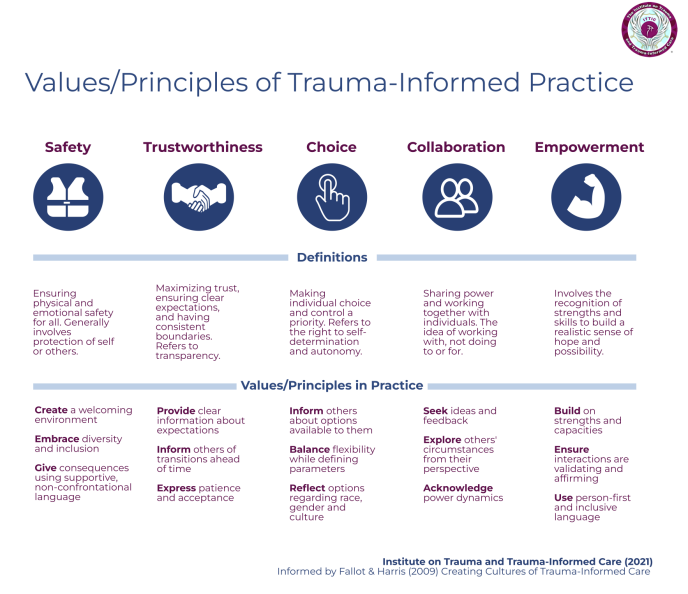 Values/Principles of Trauma-Informed Practice
Safety
Trustworthiness
Choice
Collaboration
Empowerment
Definitions
Ensuring
physical and
emotional safety
for all. Generally
involves
protection of self
or others.
Maximizing trust,
ensuring clear
expectations,
and having
consistent
boundaries.
Refers to
transparency.
Making
individual choice
and control a
priority. Refers to
the right to self-
determination
and autonomy.
Sharing power
and working
together with
individuals. The
idea of working
with, not doing
to or for.
Involves the
recognition of
strengths and
skills to build a
realistic sense of
hope and
possibility.
Values/Principles in Practice
Create a welcoming
environment
Embrace diversity
and inclusion
Give consequences
using supportive,
non-confrontational
language
Provide clear
information about
expectations
Inform others of
transitions ahead
of time
Express patience
and acceptance
Inform others
about options
available to them
Balance flexibility
while defining
parameters
Reflect options
regarding race,
gender and
culture
Seek ideas and
feedback
Explore others'
circumstances
from their
perspective
Acknowledge
power dynamics
Build on
strengths and
capacities
Ensure
interactions are
validating and
affirming
Use person-first
and inclusive
language
Institute on Trauma and Trauma-Informed Care (2021)
Informed by Fallot & Harris (2009) Creating Cultures of Trauma-Informed Care